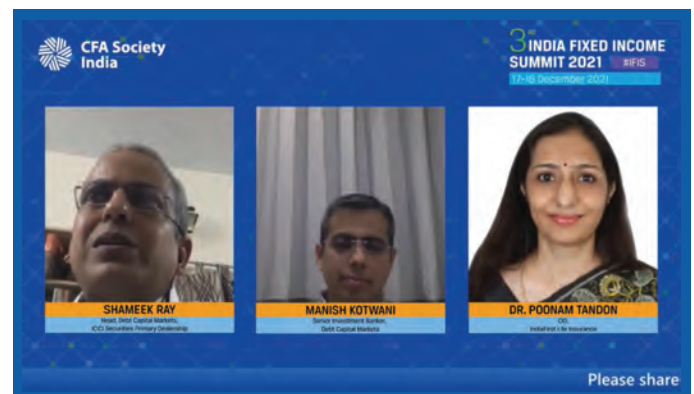 CFA Society
India
3 INDIA FIXED INCOME
SUMMIT 2021 #IFIS
17-18 December 2021
SHAMEEK RAY
Head, Debt Capital Markets,
ICICI Securities Primary Dealership
MANISH KOTWANI
Senior Investment Banker,
Debt Capital Markets
DR. POONAM TANDON
CIO,
IndiaFirst Life Insurance
Please share